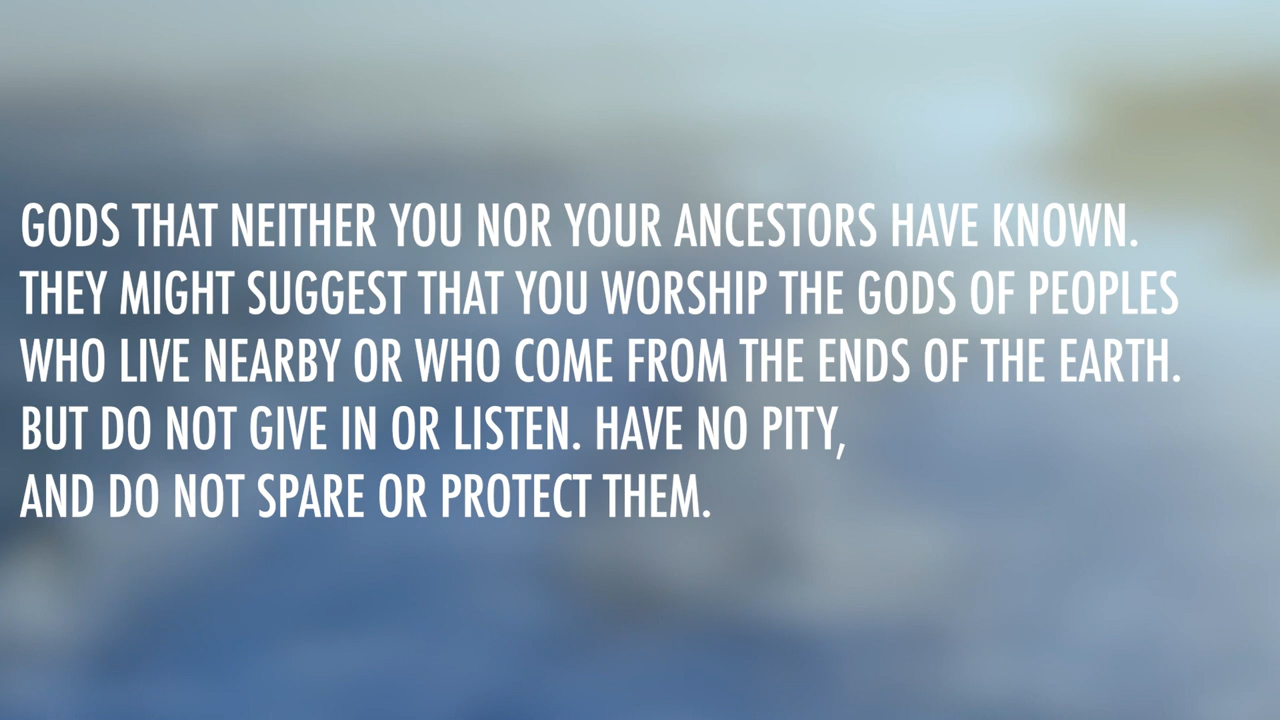 GODS THAT NEITHER YOU NOR YOUR ANCESTORS HAVE KNOWN.
THEY MIGHT SUGGEST THAT YOU WORSHIP THE GODS OF PEOPLES
WHO LIVE NEARBY OR WHO COME FROM THE ENDS OF THE EARTH.
BUT DO NOT GIVE IN OR LISTEN. HAVE NO PITY,
AND DO NOT SPARE OR PROTECT THEM.